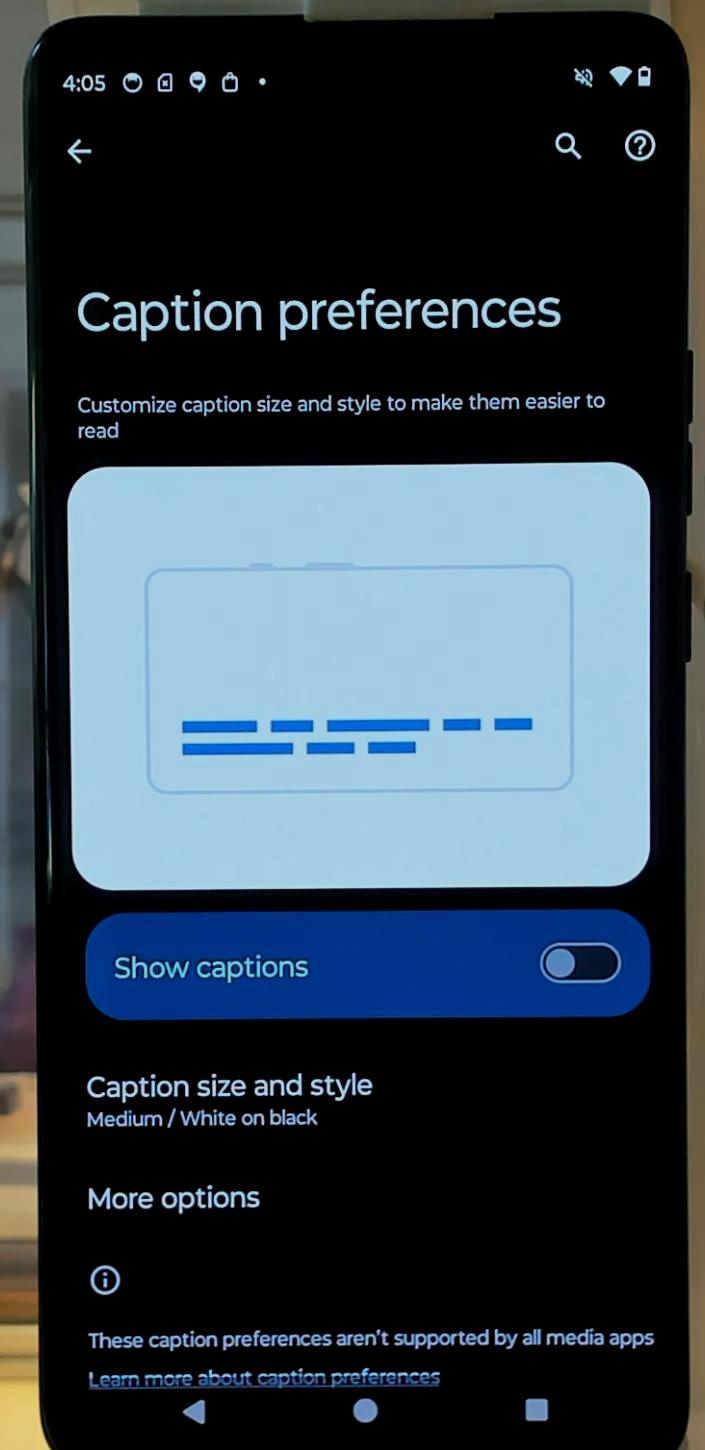 4:05
Caption preferences
Customize caption size and style to make them easier to
read
Show captions
Caption size and style
Medium / White on black
More options
These caption preferences aren't supported by all media apps
Learn more about caption preferences